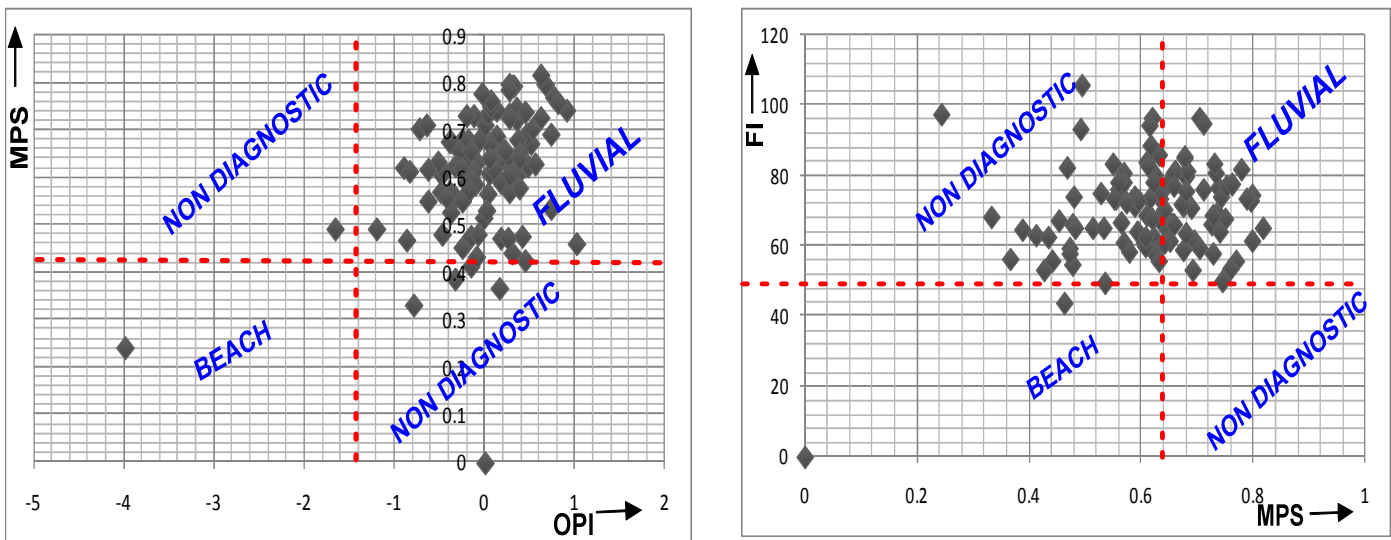 MPS
0.9
0.8
0.7
0.6
0.5
0.4
0.3
0.2
0.1
0
-5
-4
-3
-2
-1
0
1
2
OPI
NON DIAGNOSTIC
FLUVIAL
BEACH
NON DIAGNOSTIC
FI
120
100
80
60
40
20
0
0
0.2
0.4
0.6
0.8
1
MPS
NON DIAGNOSTIC
FLUVIAL
BEACH
NON DIAGNOSTIC